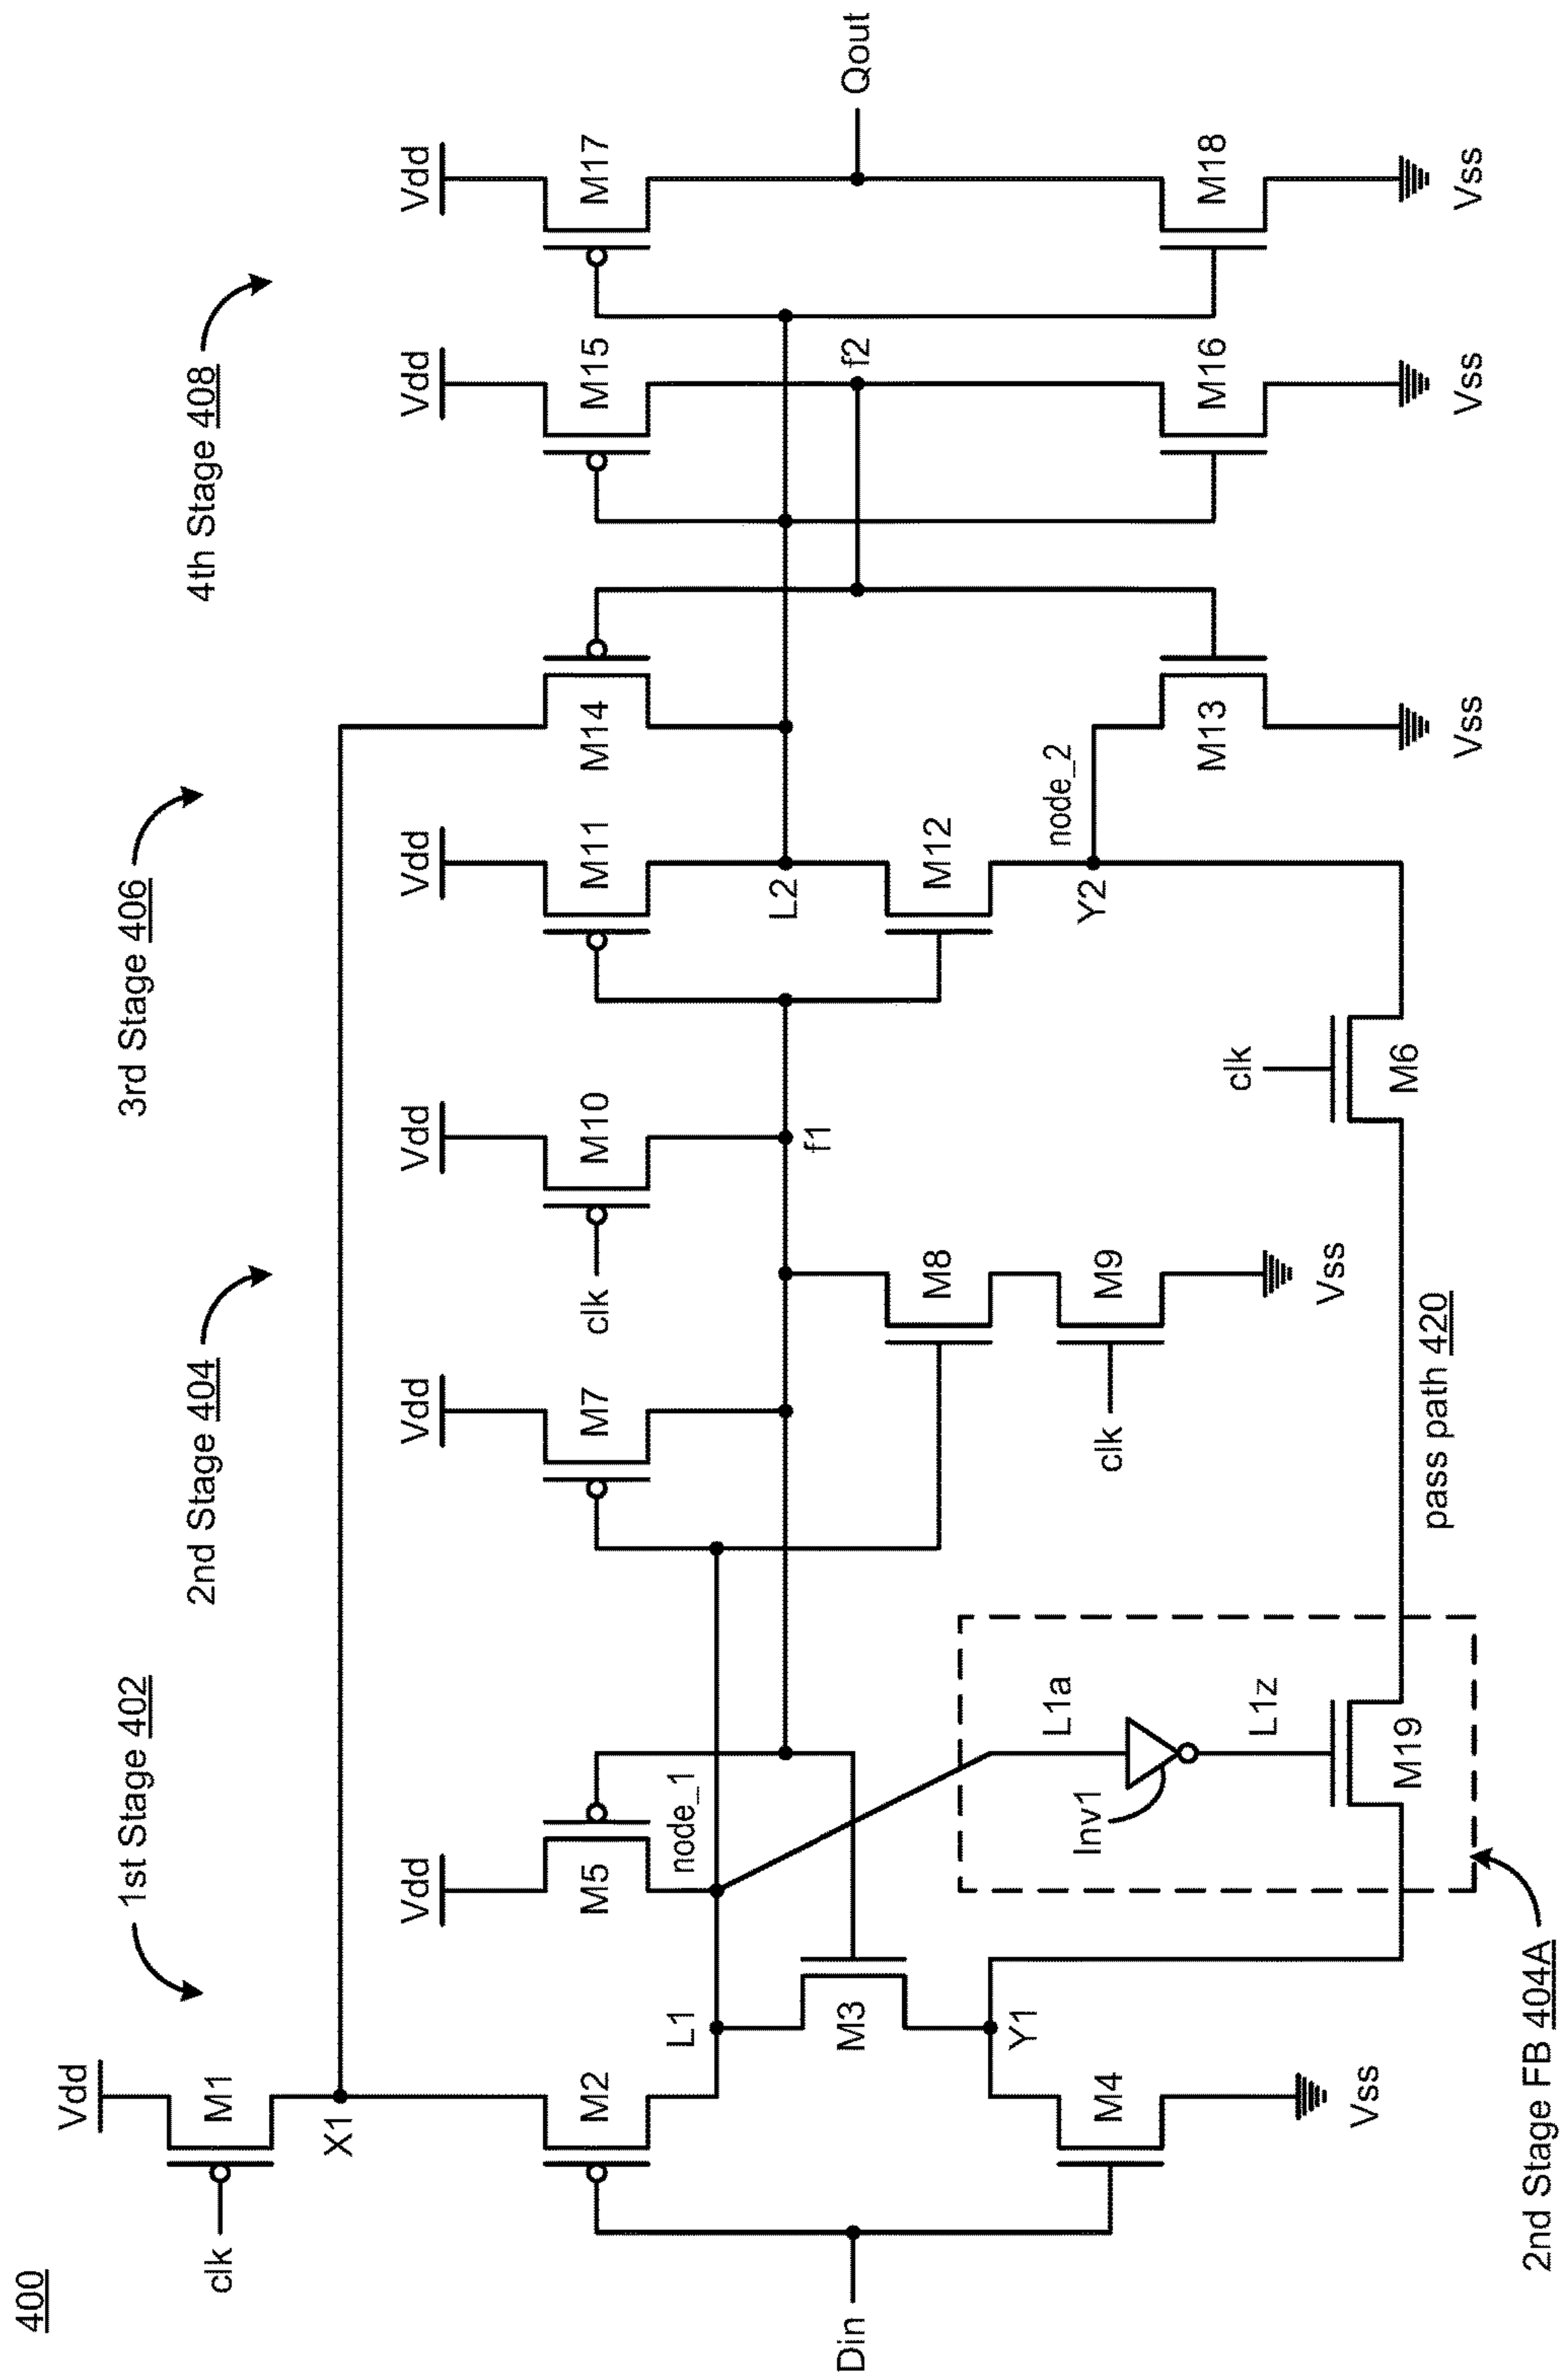 400
1st Stage 402
2nd Stage 404
3rd Stage 406
4th Stage 408
Vdd
clk
M1
X1
Vdd
M5
Vdd
M7
Vdd
clk
M10
Vdd
M11
M14
Vdd
M15
Vdd
M17
M2
node_1
L1
f1
L2
f2
Qout
Din
M3
M8
M12
Y1
L1a
Inv1
clk
M9
Y2
node_2
M4
L1z
Vss
clk
M13
M16
M18
Vss
M19
M6
Vss
Vss
Vss
pass path 420
2nd Stage FB 404A